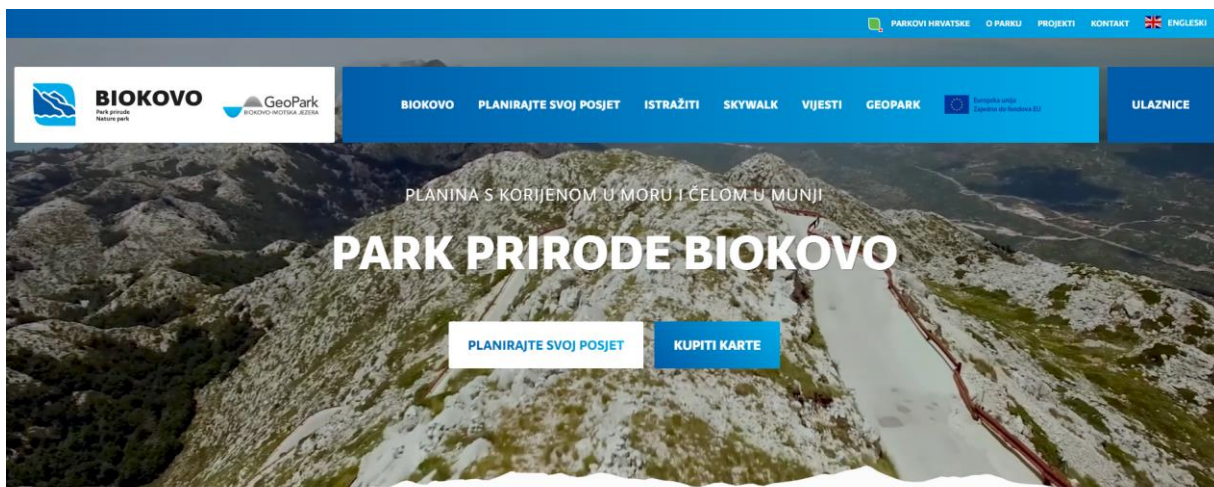 PARKOVI HRVATSKE O PARKU PROJEKTI KONTAKT ENGLESKI
BIOKOVO
Park prirode
Nature park
GeoPark
BIOKOVO-IMOTSKA JEZERA
BIOKOVO PLANIRAJTE SVOJ POSJET ISTRAŽITI SKYWALK VIJESTI GEOPARK
Europska unija
Zajedno do fondova EU
ULAZNICE
PLANINA S KORIJENOM U MORU I ČELOM U MUNJI
PARK PRIRODE BIOKOVO
PLANIRAJTE SVOJ POSJET KUPITI KARTE